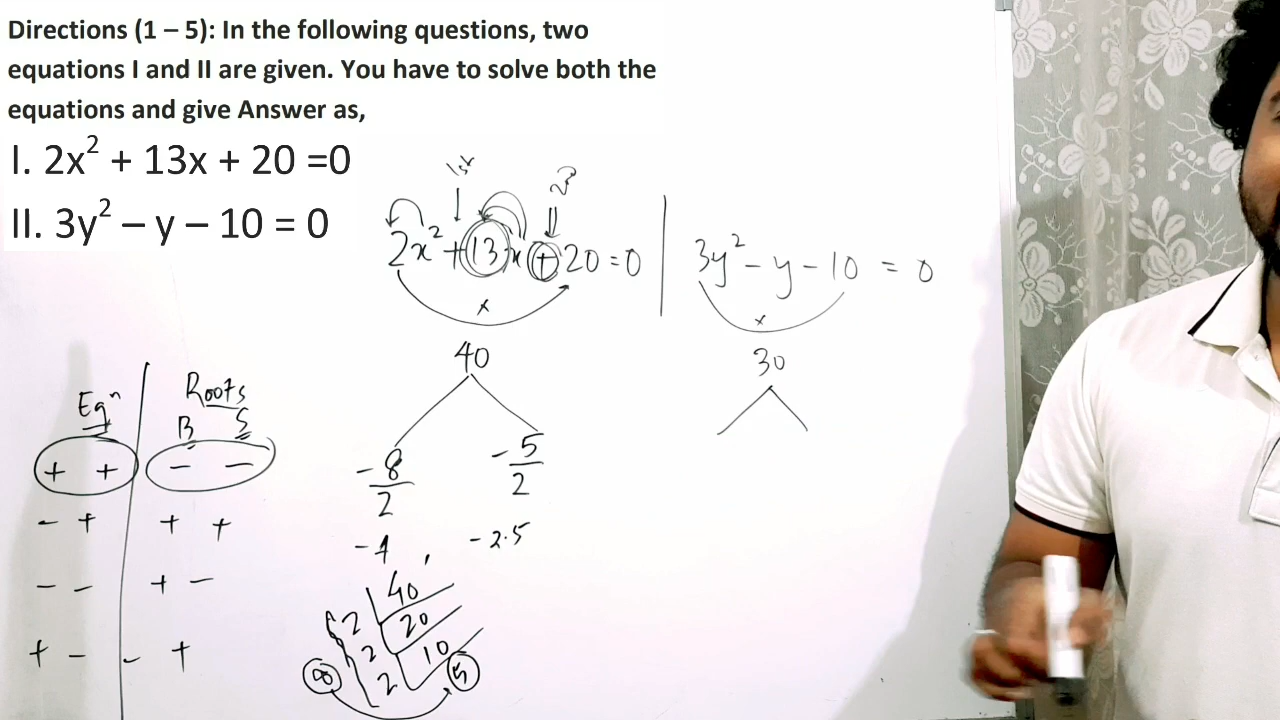 Directions (1 – 5): In the following questions, two
equations I and II are given. You have to solve both the
equations and give Answer as,
I. 2x² + 13x + 20 =0
II. 3y² – y – 10 = 0
1st
2x² + 13x + 20 = 0
3y² - y - 10 = 0
x
x
40
30
Eqn
Roots
B S
+ + - -
- + + +
- - + -
+ - - +
-8/2 -5/2
-4 , -2.5
2 40
2 20
2 10
8 5